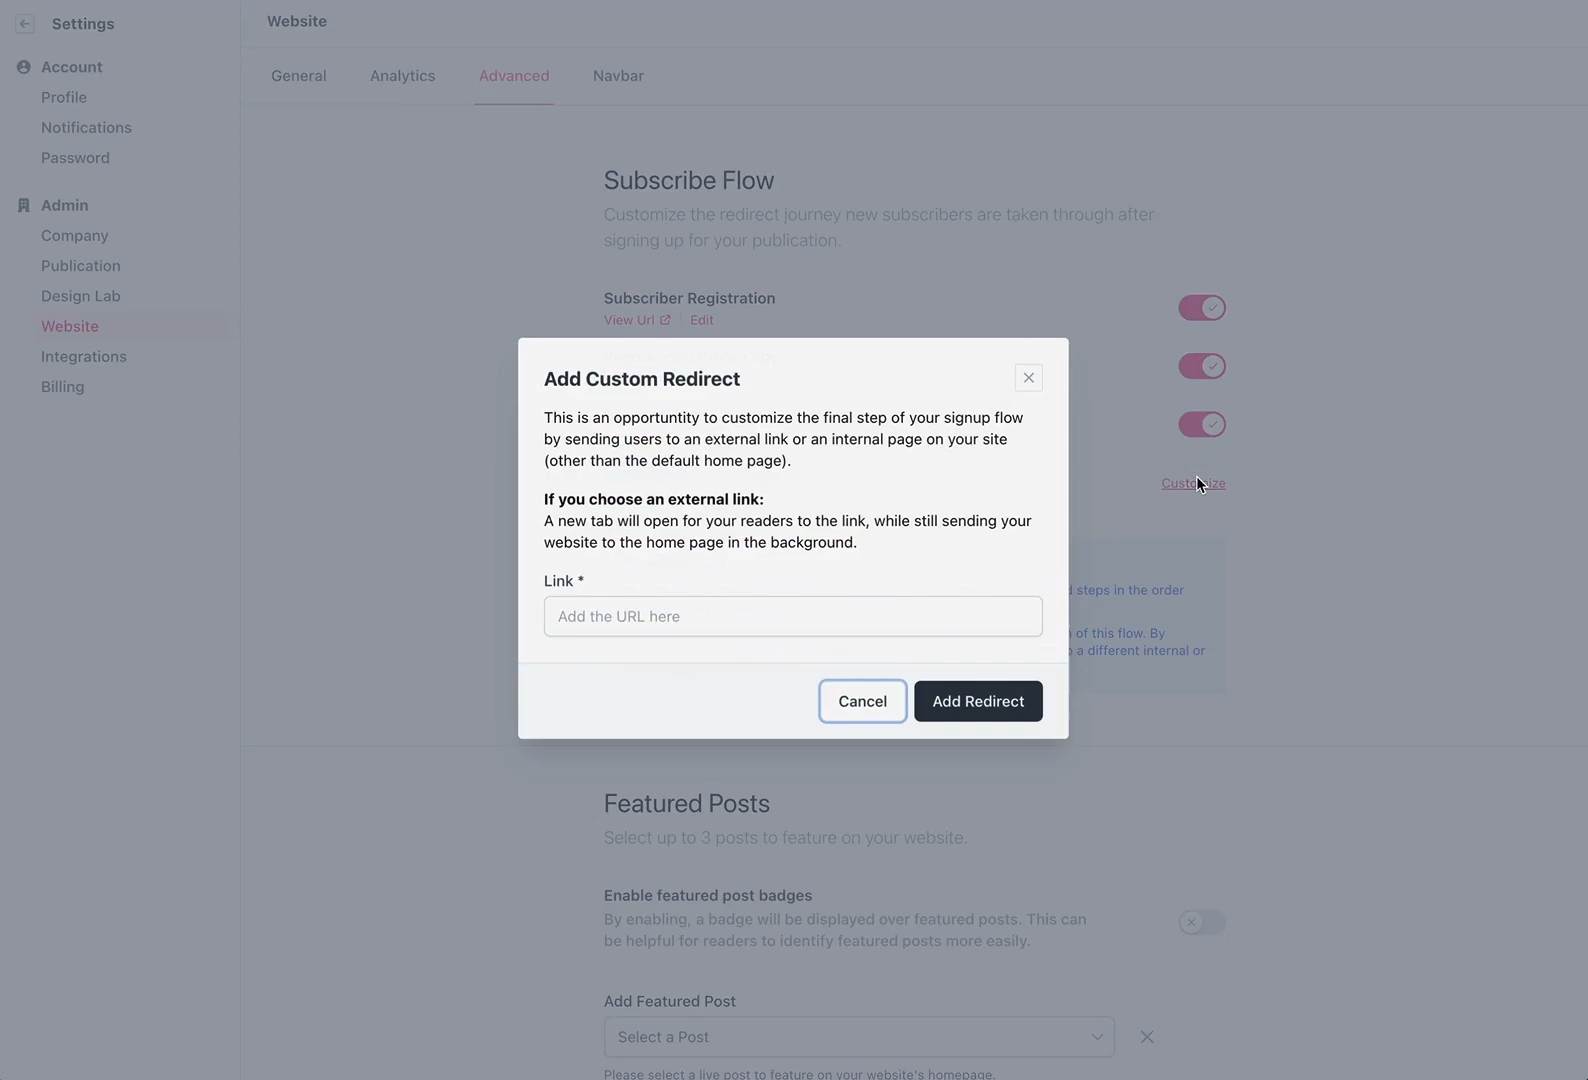 Settings
Account
Profile
Notifications
Password
Admin
Company
Publication
Design Lab
Website
Integrations
Billing
Website
General
Analytics
Advanced
Navbar
Subscribe Flow
Customize the redirect journey new subscribers are taken through after
signing up for your publication.
Subscriber Registration
View Url
Edit
Customize
Add Custom Redirect
This is an opportuntity to customize the final step of your signup flow
by sending users to an external link or an internal page on your site
(other than the default home page).
If you choose an external link:
A new tab will open for your readers to the link, while still sending your
website to the home page in the background.
Link *
Add the URL here
Cancel
Add Redirect
steps in the order
of this flow. By
a different internal or
Featured Posts
Select up to 3 posts to feature on your website.
Enable featured post badges
By enabling, a badge will be displayed over featured posts. This can
be helpful for readers to identify featured posts more easily.
Add Featured Post
Select a Post
Please select a live post to feature on your website's homepage.